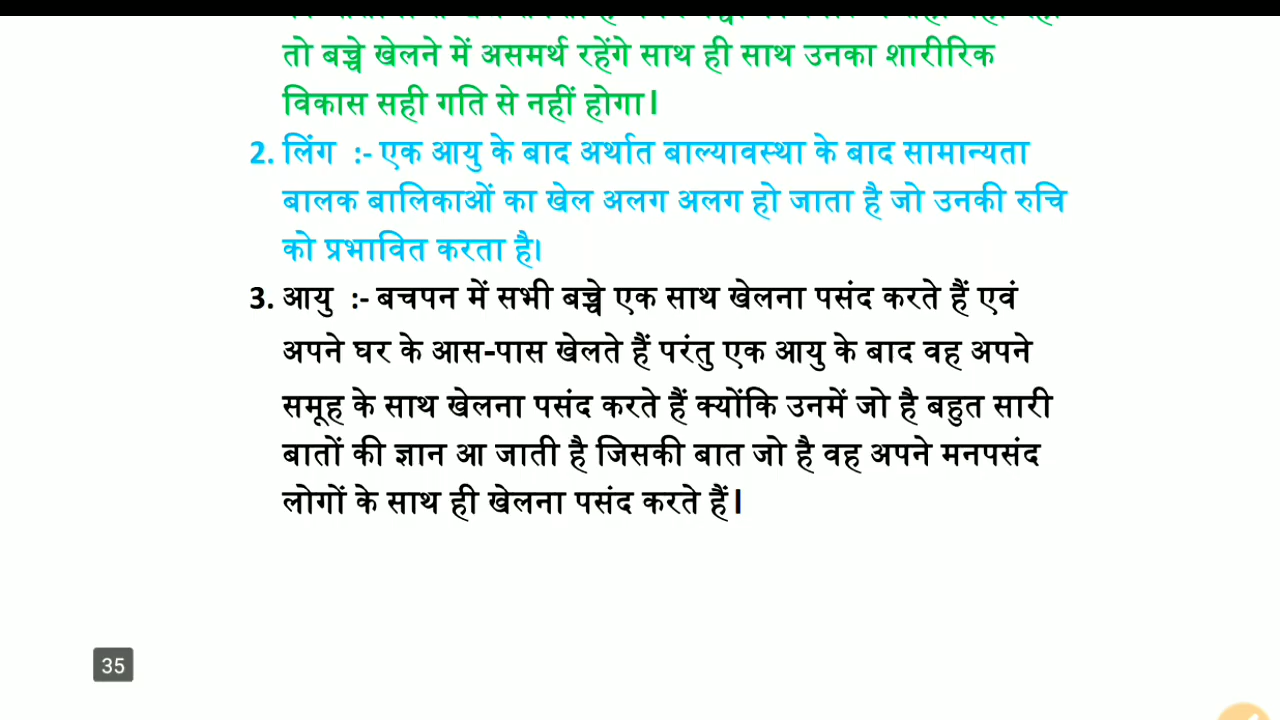 तो बच्चे खेलने में असमर्थ रहेंगे साथ ही साथ उनका शारीरिक
विकास सही गति से नहीं होगा।
2. लिंग :- एक आयु के बाद अर्थात बाल्यावस्था के बाद सामान्यता
बालक बालिकाओं का खेल अलग अलग हो जाता है जो उनकी रुचि
को प्रभावित करता है।
3. आयु :- बचपन में सभी बच्चे एक साथ खेलना पसंद करते हैं एवं
अपने घर के आस-पास खेलते हैं परंतु एक आयु के बाद वह अपने
समूह के साथ खेलना पसंद करते हैं क्योंकि उनमें जो है बहुत सारी
बातों की ज्ञान आ जाती है जिसकी बात जो है वह अपने मनपसंद
लोगों के साथ ही खेलना पसंद करते हैं।
35